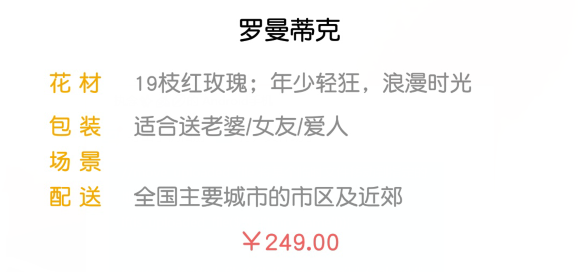 罗曼蒂克
花材 19枝红玫瑰；年少轻狂，浪漫时光
包装 适合送老婆/女友/爱人
场景
配送 全国主要城市的市区及近郊
￥249.00